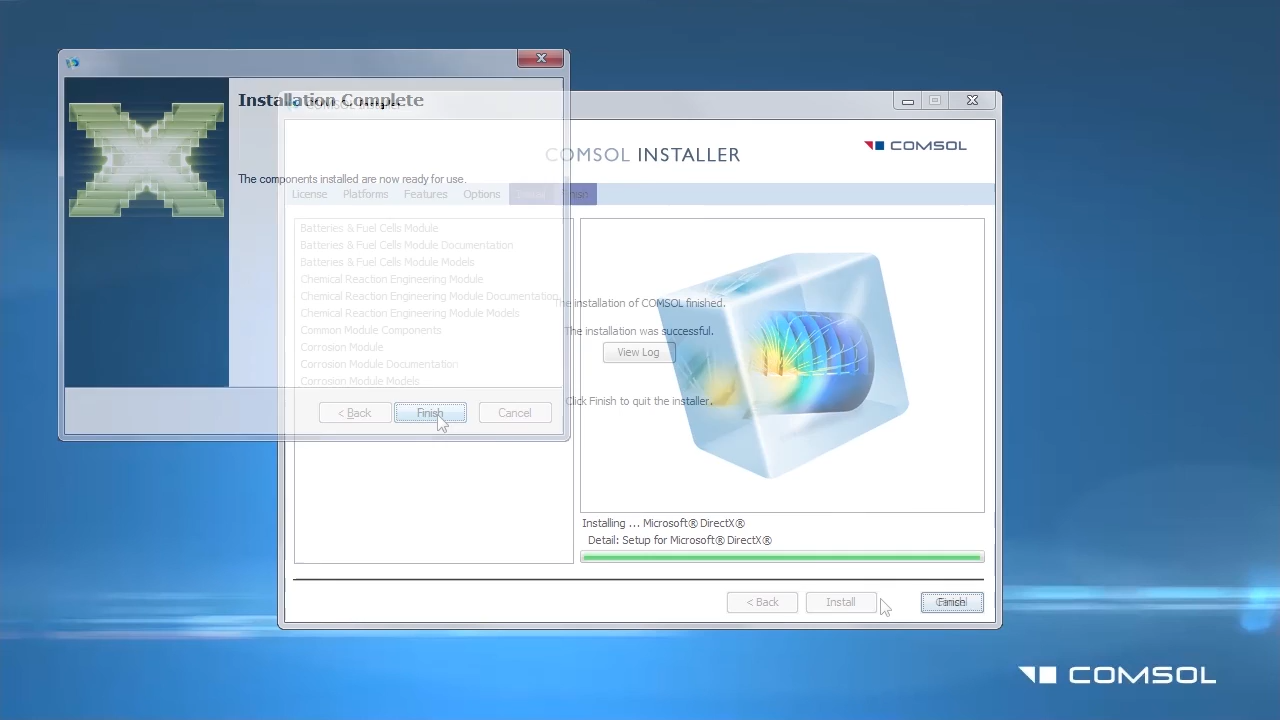 Installation Complete
The components installed are now ready for use.
< Back
Finish
Cancel
COMSOL
COMSOL INSTALLER
License Platforms Features Options
Batteries & Fuel Cells Module
Batteries & Fuel Cells Module Documentation
Batteries & Fuel Cells Module Models
Chemical Reaction Engineering Module
Chemical Reaction Engineering Module Documentation
Chemical Reaction Engineering Module Models
Common Module Components
Corrosion Module
Corrosion Module Documentation
Corrosion Module Models
The installation of COMSOL finished.
The installation was successful.
View Log
Click Finish to quit the installer.
Installing ... Microsoft® DirectX®
Detail: Setup for Microsoft® DirectX®
< Back
Install
Finish
COMSOL